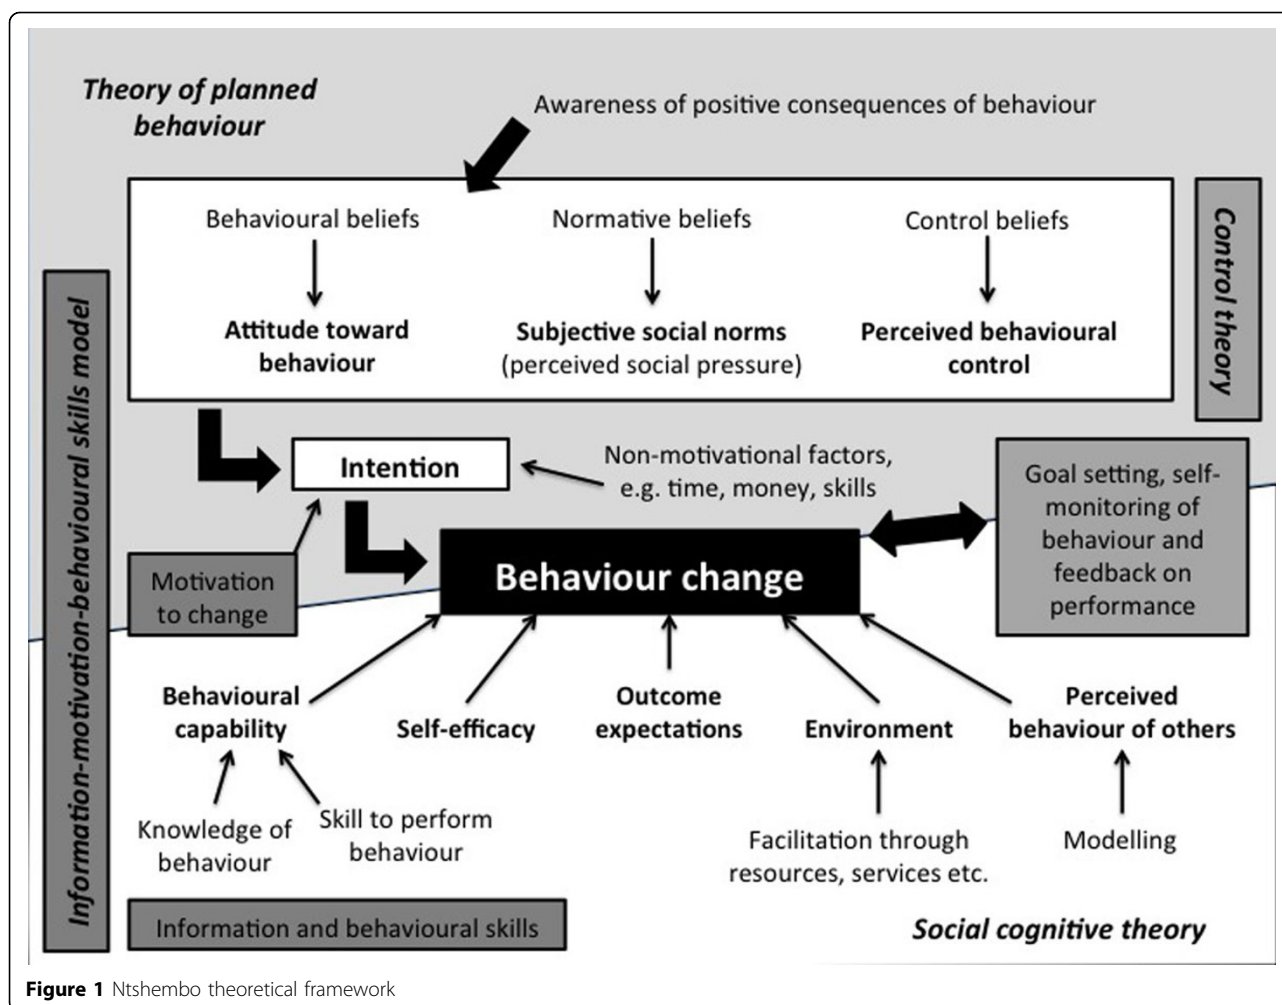 Theory of planned
behaviour
Awareness of positive consequences of behaviour
Behavioural beliefs
Normative beliefs
Control beliefs
Attitude toward
behaviour
Subjective social norms
(perceived social pressure)
Perceived behavioural
control
Control theory
Information-motivation-behavioural skills model
Intention
Non-motivational factors,
e.g. time, money, skills
Goal setting, self-
monitoring of
behaviour and
feedback on
performance
Motivation
to change
Behaviour change
Behavioural
capability
Self-efficacy
Outcome
expectations
Environment
Perceived
behaviour of others
Knowledge of
behaviour
Skill to perform
behaviour
Facilitation through
resources, services etc.
Modelling
Information and behavioural skills
Social cognitive theory
Figure 1 Ntshembo theoretical framework